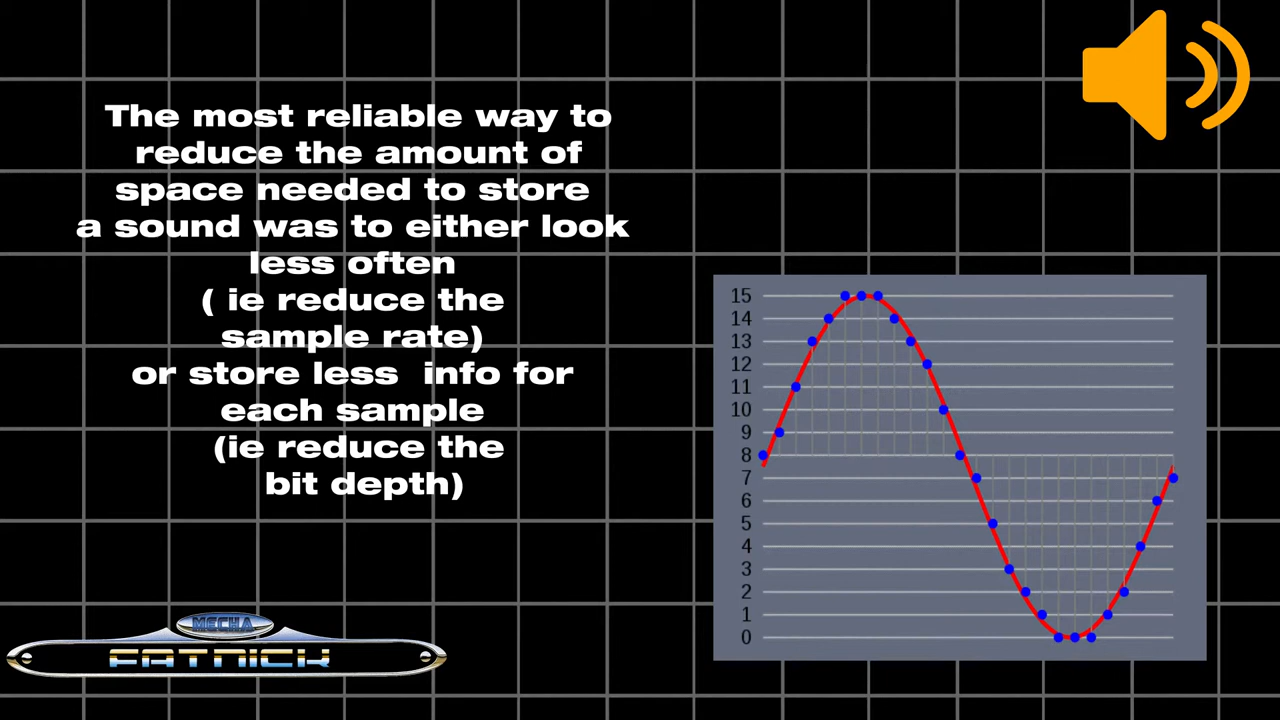 The most reliable way to
reduce the amount of
space needed to store
a sound was to either look
less often
( ie reduce the
sample rate)
or store less  info for
each sample
(ie reduce the
bit depth)
15
14
13
12
11
10
9
8
7
6
5
4
3
2
1
0
MECHA
FATNICK